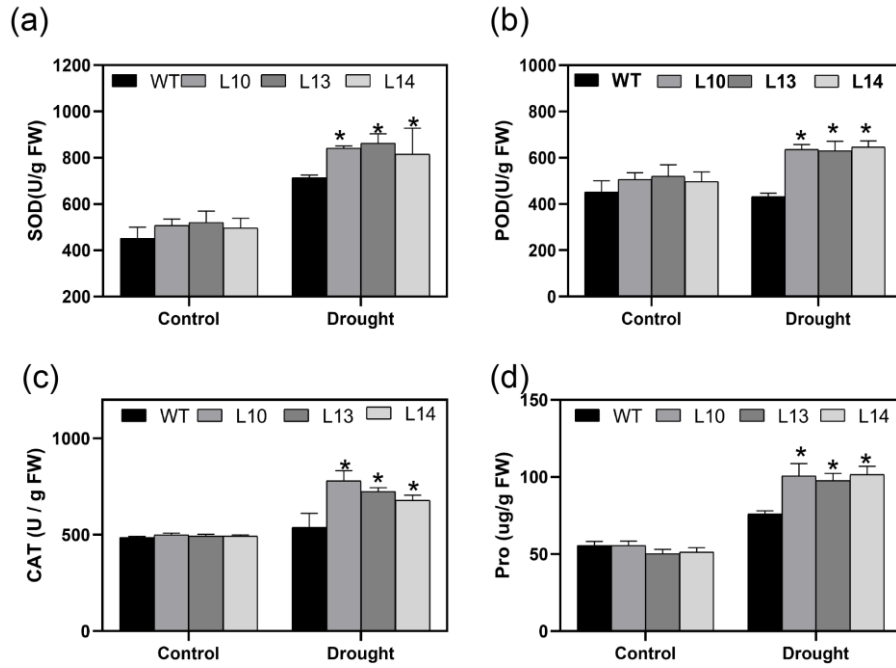 (a)
1200
1000
800
600
400
200
SOD(U/g FW)
WT L10 L13 L14
* * *
Control Drought
(b)
1000
800
600
400
200
0
POD(U/g FW)
WT L10 L13 L14
* * *
Control Drought
(c)
1000
500
0
CAT (U / g FW)
WT L10 L13 L14
* * *
Control Drought
(d)
150
100
50
0
Pro (ug/g FW)
WT L10 L13 L14
* * *
Control Drought